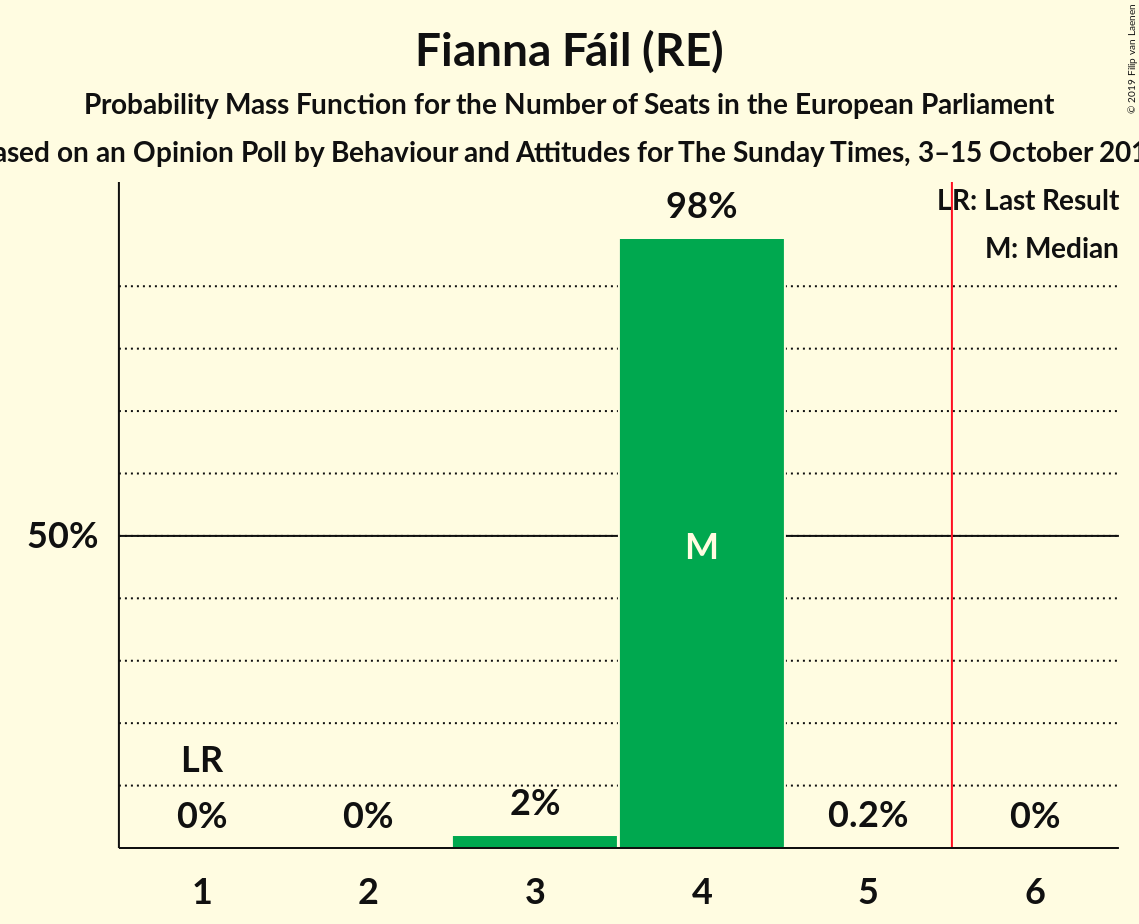 Fianna Fáil (RE)
Probability Mass Function for the Number of Seats in the European Parliament
on an Opinion Poll by Behaviour and Attitudes for The Sunday Times, 3–15 October
© 2019 Filip van Laenen
LR: Last Result
M: Median
98%
50%
M
LR
0%
0%
2%
0.2%
0%
1
2
3
4
5
6